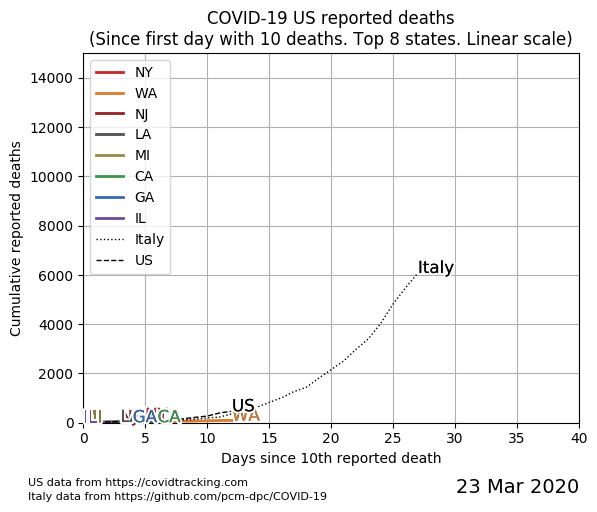 COVID-19 US reported deaths
(Since first day with 10 deaths. Top 8 states. Linear scale)
Cumulative reported deaths
14000
12000
10000
8000
6000
4000
2000
0
NY
WA
NJ
LA
MI
CA
GA
IL
Italy
US
Italy
US
GA
CA
WA
0
5
10
15
20
25
30
35
40
Days since 10th reported death
US data from https://covidtracking.com
Italy data from https://github.com/pcm-dpc/COVID-19
23 Mar 2020